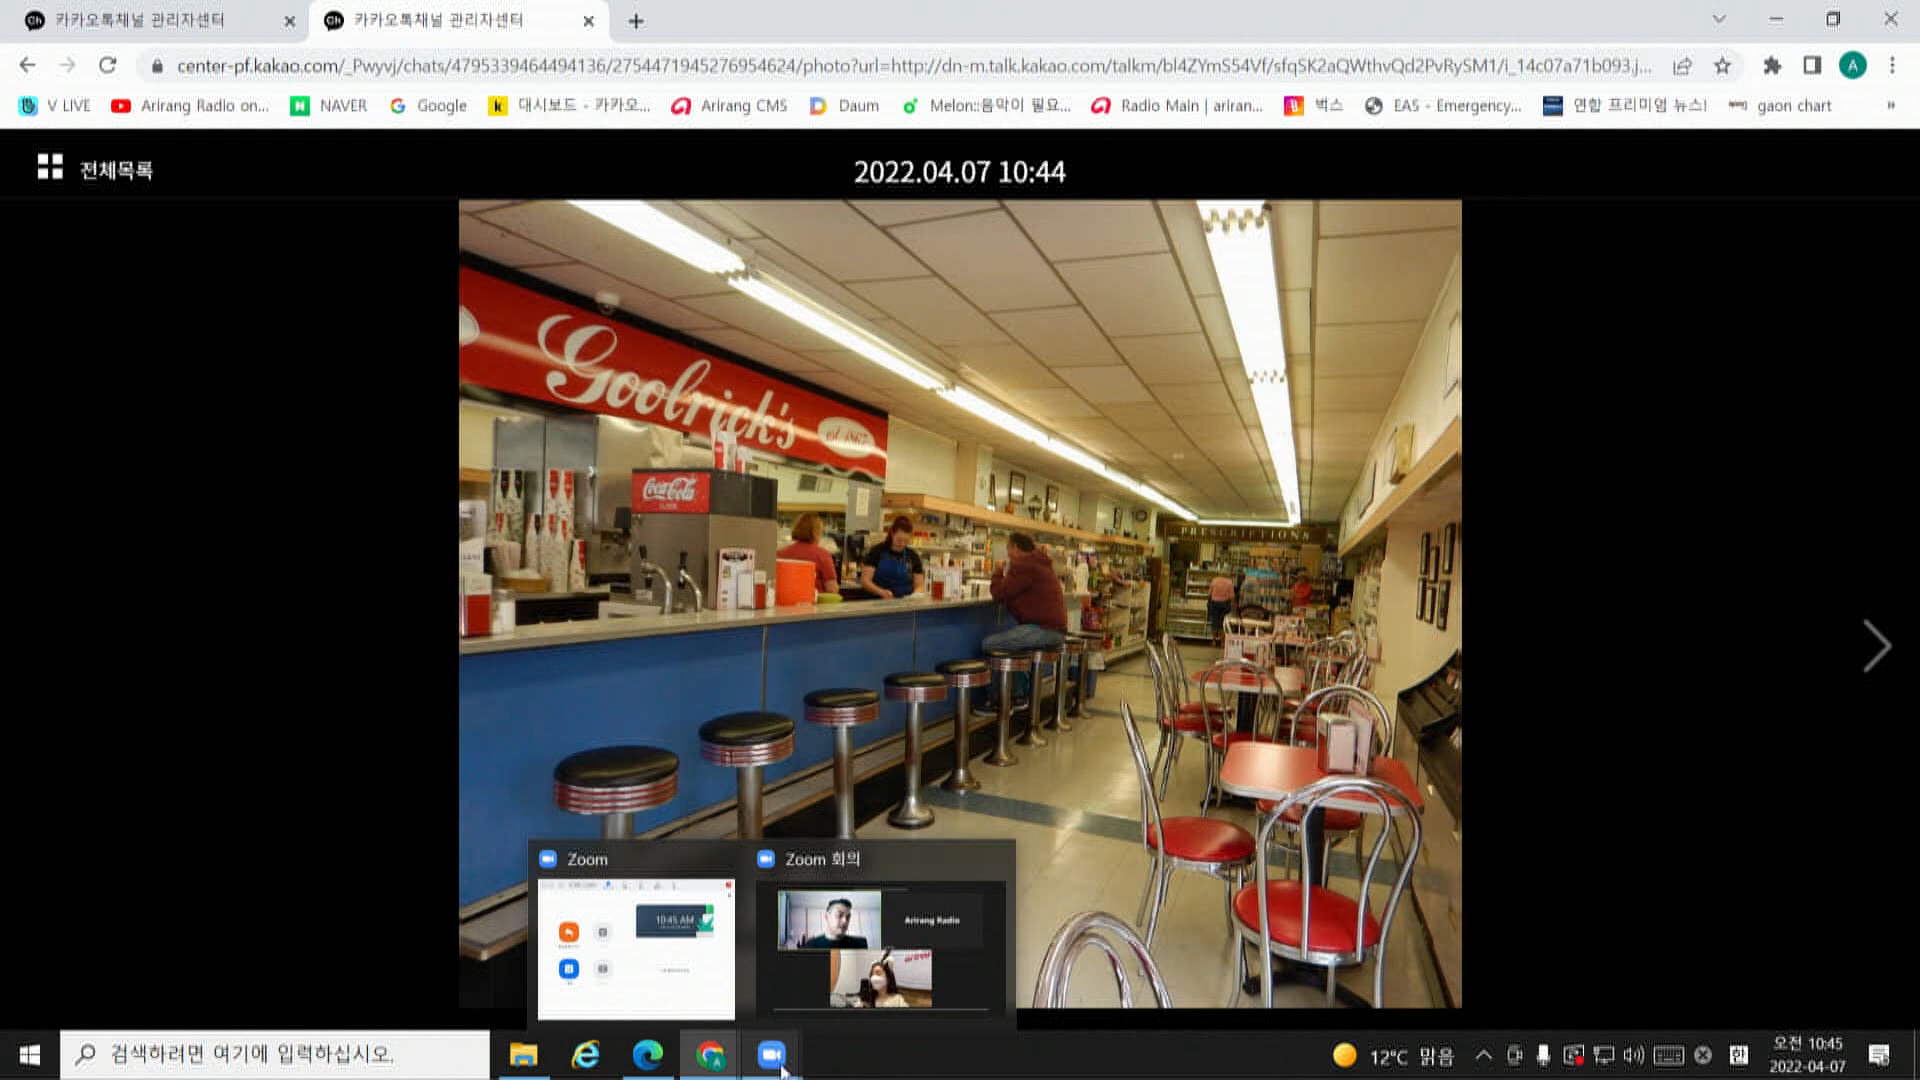 카카오톡채널 관리자센터
카카오톡채널 관리자센터
center-pf.kakao.com/_Pwyvj/chats/4795339464494136/2754471945276954624/photo?url=http://dn-m.talk.kakao.com/talkm/bl4ZYmS54Vf/sfqSK2aQWthvQd2PvRySM1/i_14c07a71b093.j...
A
V LIVE
Arirang Radio on...
NAVER
Google
대시보드 - 카카오...
Arirang CMS
Daum
Melon::음악이 필요...
Radio Main | ariran...
벅스
EAS - Emergency...
연합 프리미엄 뉴스!
gaon chart
전체목록
2022.04.07 10:44
Goolrick's
est. 1867
Coca-Cola
PRESCRIPTIONS
Zoom
Zoom 회의
10:45 AM
Arirang Radio
검색하려면 여기에 입력하십시오.
12°C 맑음
한
오전 10:45
2022-04-07